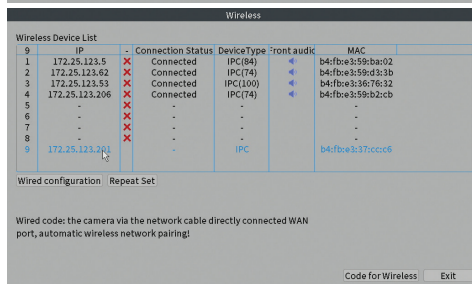 Wireless
Wireless Device List
9 IP - Connection Status DeviceType Front audio MAC
1 172.25.123.5 Connected IPC(84) b4:fb:e3:59:ba:02
2 172.25.123.62 Connected IPC(74) b4:fb:e3:59:d3:3b
3 172.25.123.53 Connected IPC(100) b4:fb:e3:36:76:32
4 172.25.123.206 Connected IPC(74) b4:fb:e3:59:b2:cb
5 - - - -
6 - - - -
7 - - - -
8 - - - -
9 172.25.123.201 - IPC b4:fb:e3:37:cc:c6
Wired configuration Repeat Set
Wired code: the camera via the network cable directly connected WAN
port, automatic wireless network pairing!
Code for Wireless Exit